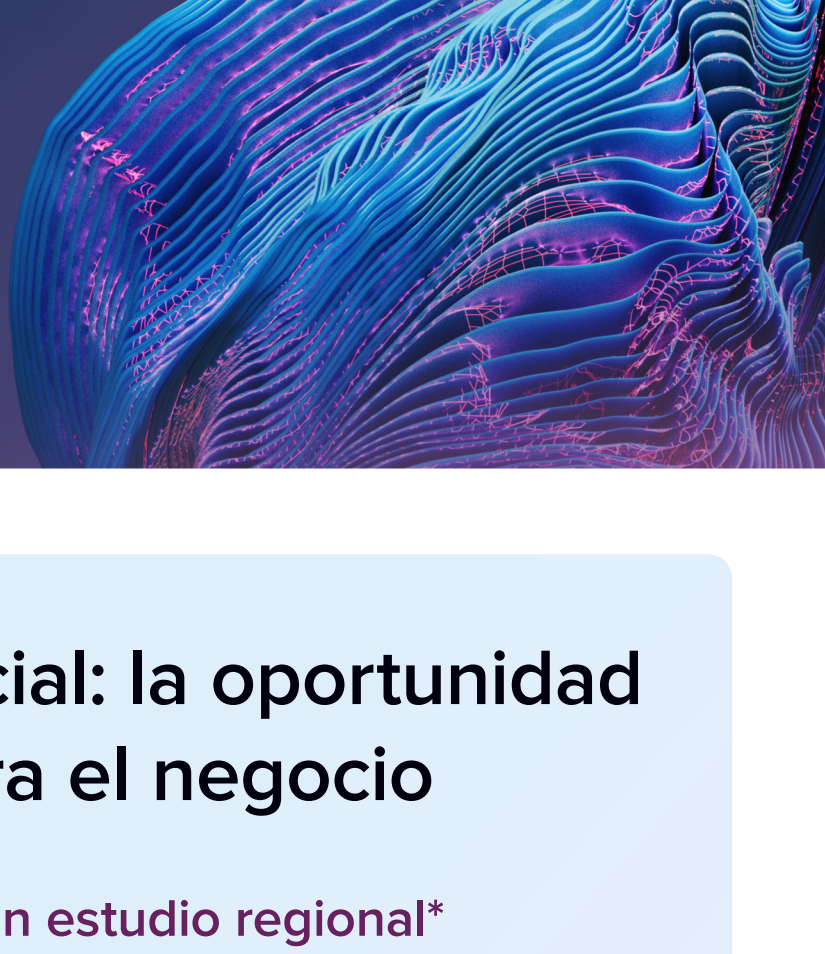 cial: la oportunidad
ra el negocio
n estudio regional*